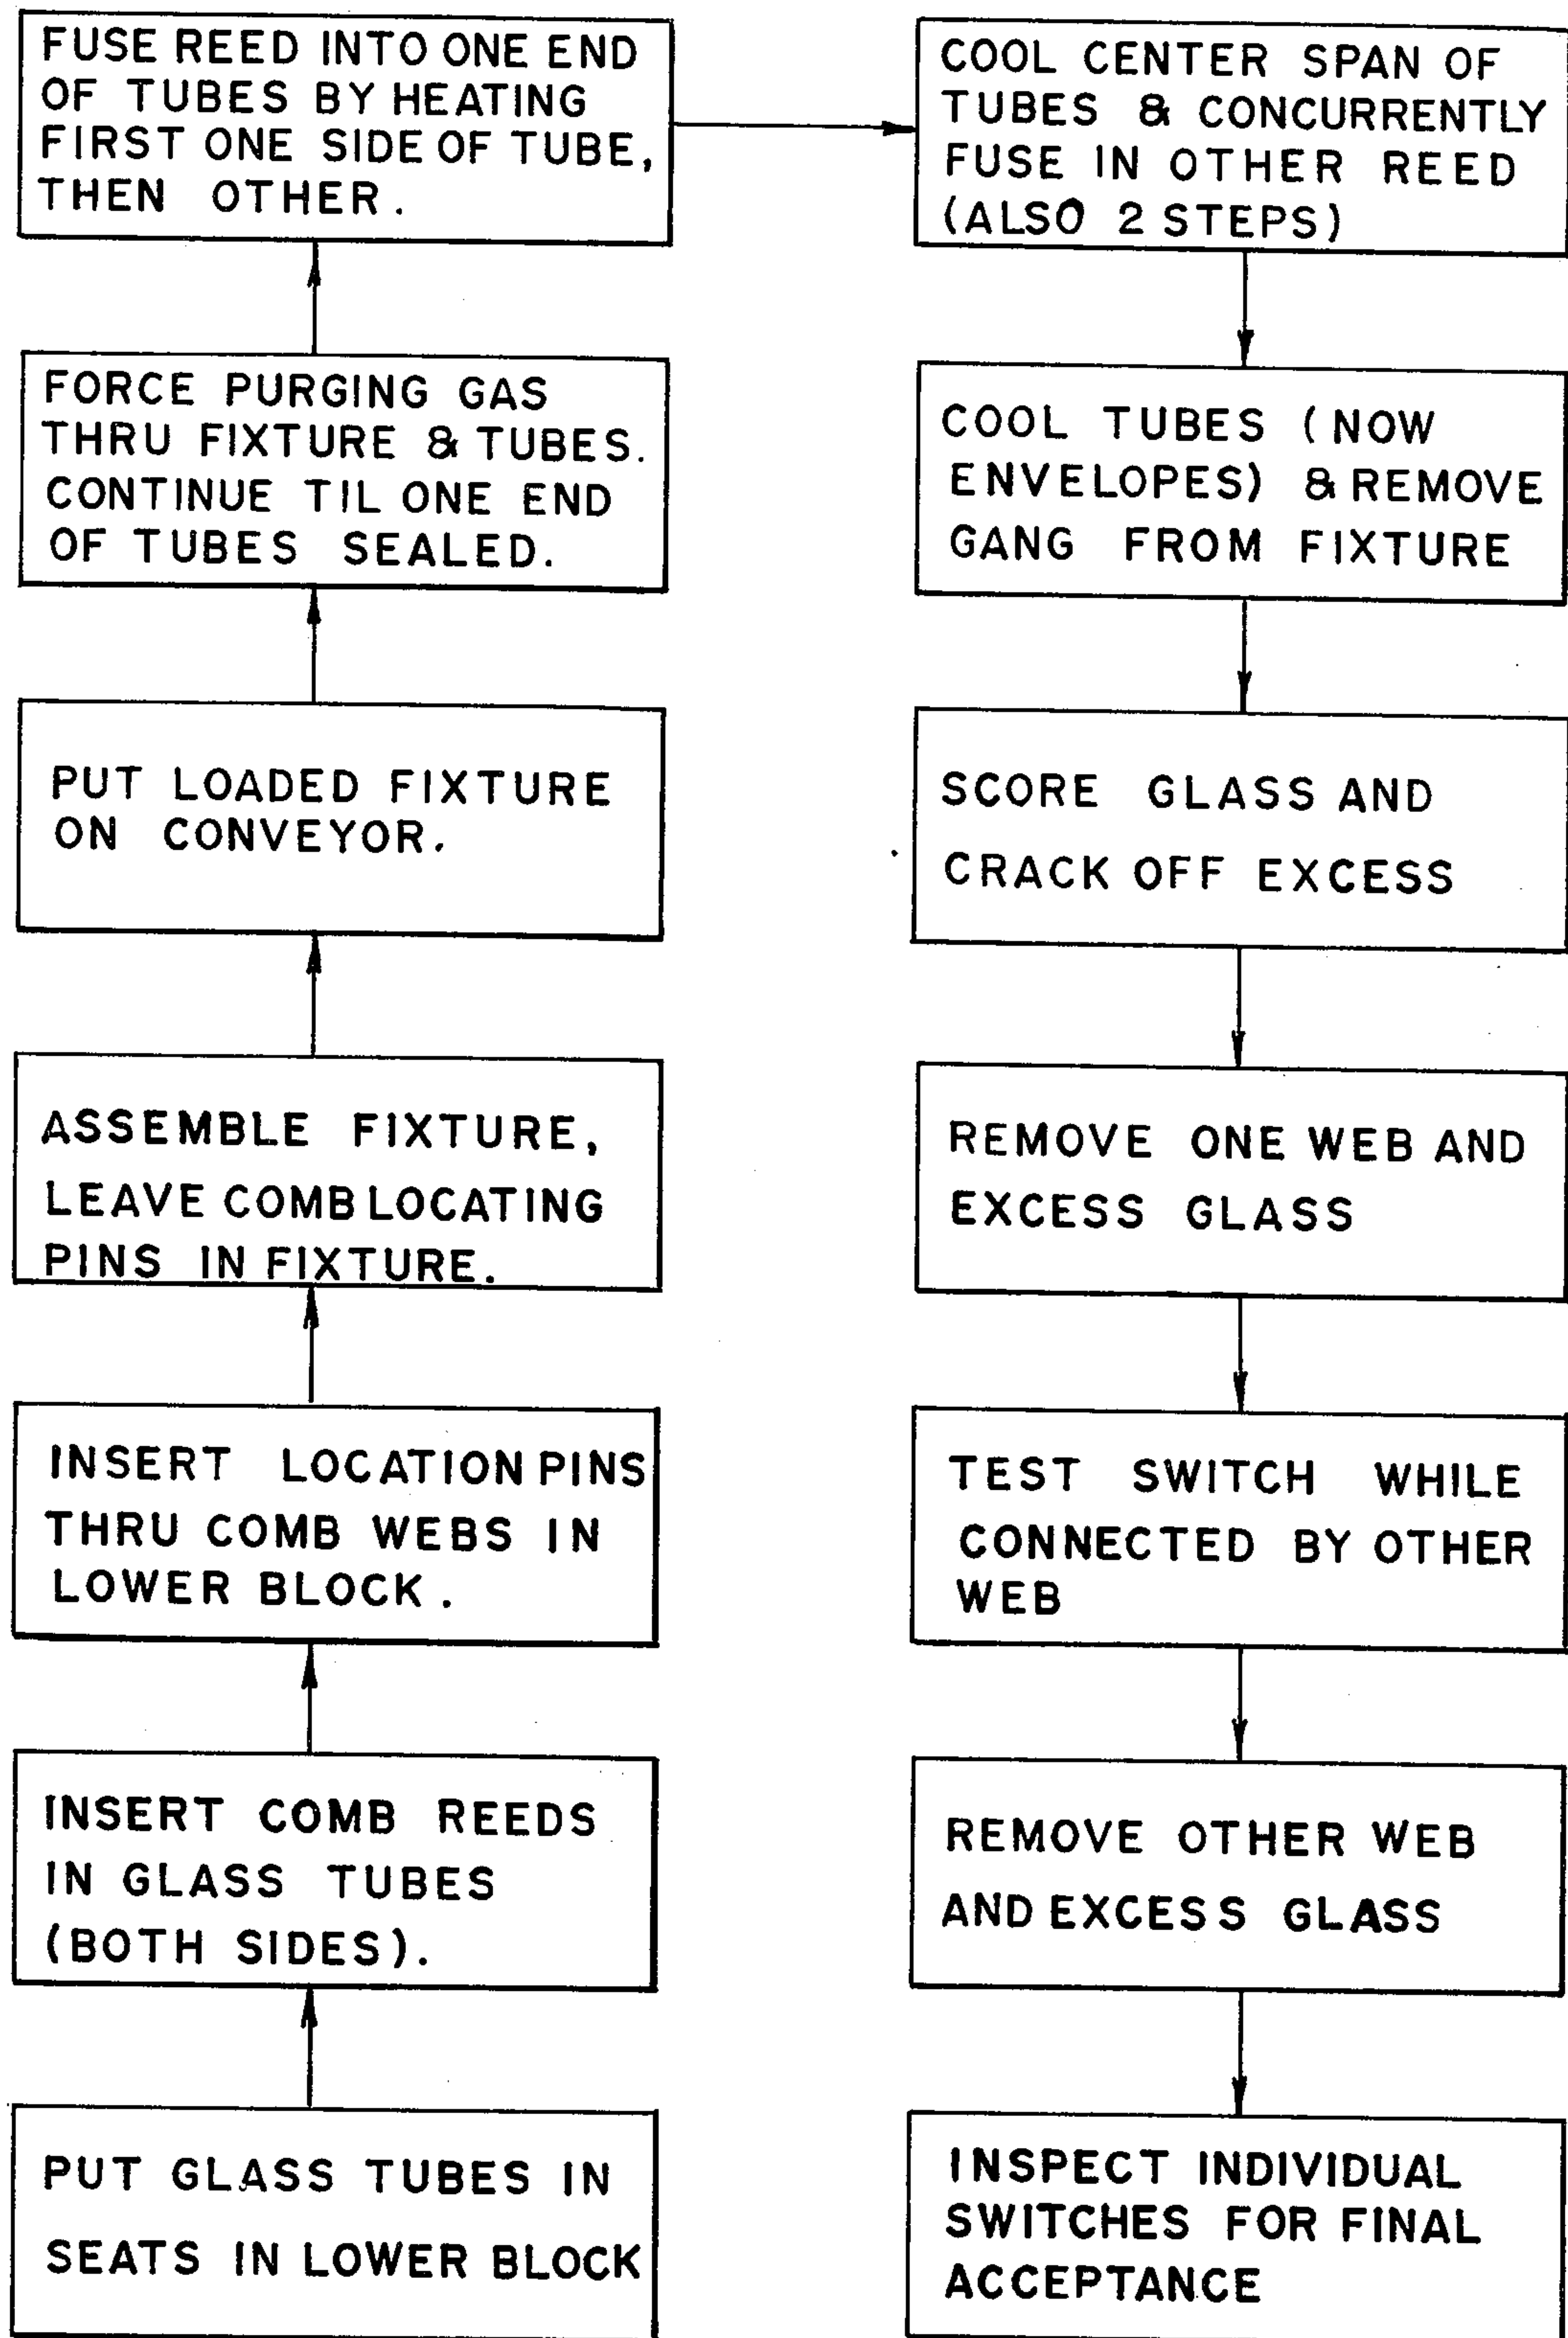 FUSE REED INTO ONE END
OF TUBES BY HEATING
FIRST ONE SIDE OF TUBE,
THEN OTHER.
COOL CENTER SPAN OF
TUBES & CONCURRENTLY
FUSE IN OTHER REED
(ALSO 2 STEPS)
FORCE PURGING GAS
THRU FIXTURE & TUBES.
CONTINUE TIL ONE END
OF TUBES SEALED.
COOL TUBES (NOW
ENVELOPES) & REMOVE
GANG FROM FIXTURE
PUT LOADED FIXTURE
ON CONVEYOR.
SCORE GLASS AND
CRACK OFF EXCESS
ASSEMBLE FIXTURE,
LEAVE COMB LOCATING
PINS IN FIXTURE.
REMOVE ONE WEB AND
EXCESS GLASS
INSERT LOCATION PINS
THRU COMB WEBS IN
LOWER BLOCK.
TEST SWITCH WHILE
CONNECTED BY OTHER
WEB
INSERT COMB REEDS
IN GLASS TUBES
(BOTH SIDES).
REMOVE OTHER WEB
AND EXCESS GLASS
PUT GLASS TUBES IN
SEATS IN LOWER BLOCK
INSPECT INDIVIDUAL
SWITCHES FOR FINAL
ACCEPTANCE